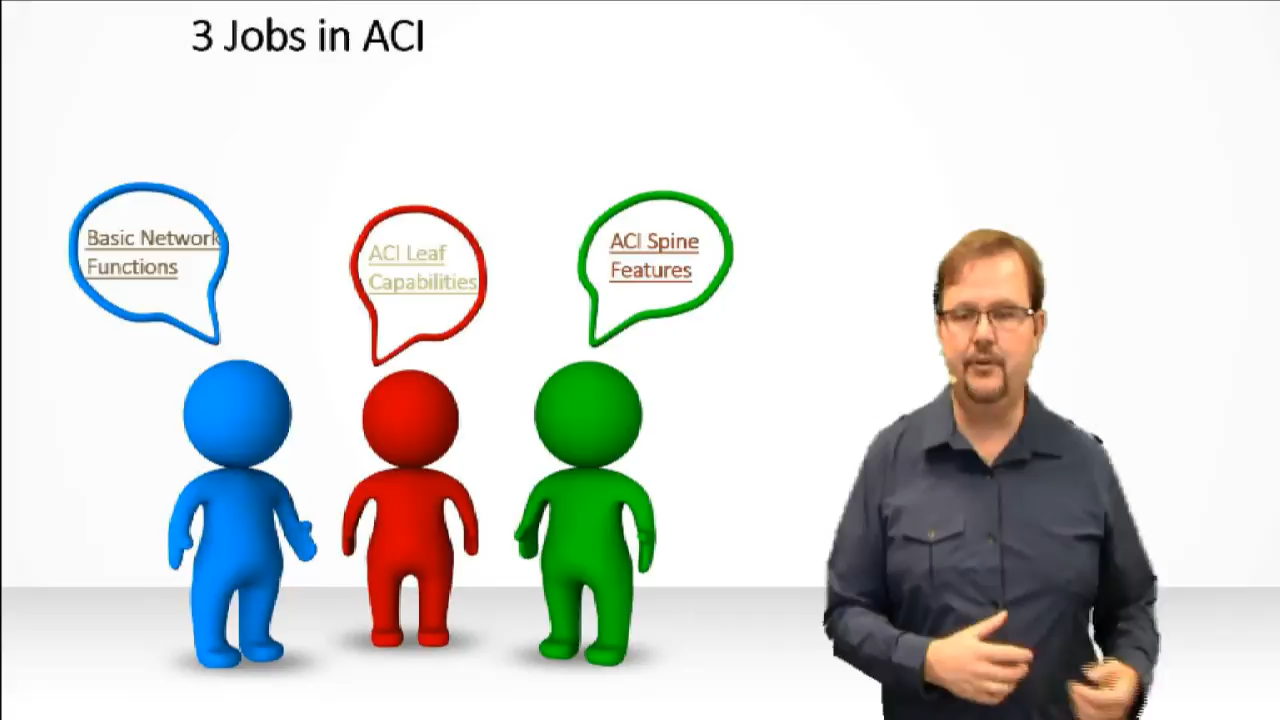 3 Jobs in ACI
Basic Network
Functions
ACI Leaf
Capabilities
ACI Spine
Features